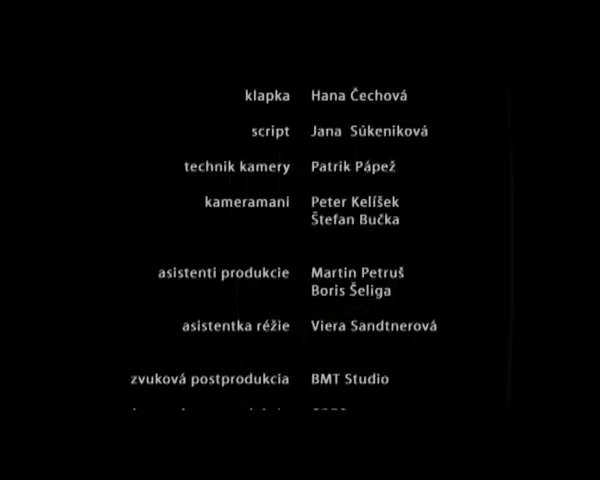 klapka Hana Čechová
script Jana Súkeniková
technik kamery Patrik Pápež
kameramani Peter Kelíšek
Štefan Bučka
asistenti produkcie Martin Petruš
Boris Šeliga
asistentka réžie Viera Sandtnerová
zvuková postprodukcia BMT Studio